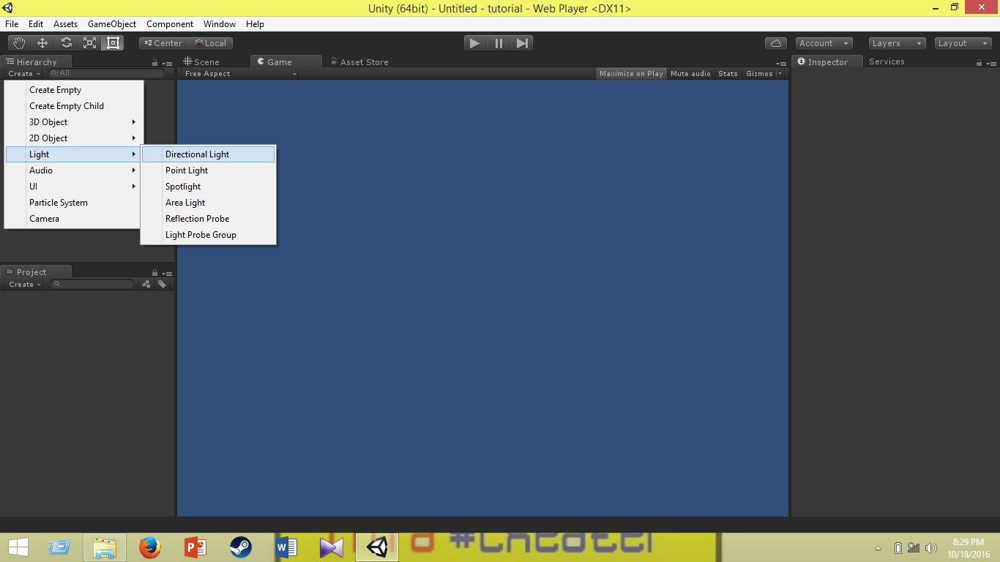 Unity (64bit) - Untitled - tutorial - Web Player <DX11>
File Edit Assets GameObject Component Window Help
Center Local Account Layers Layout
Hierarchy Scene Game Asset Store Inspector Services
Create All Free Aspect Maximize on Play Mute audio Stats Gizmos
Create Empty
Create Empty Child
3D Object
2D Object
Light
Directional Light
Audio
Point Light
UI
Spotlight
Particle System
Area Light
Camera
Reflection Probe
Light Probe Group
Project
Create
8:29 PM
10/18/2016